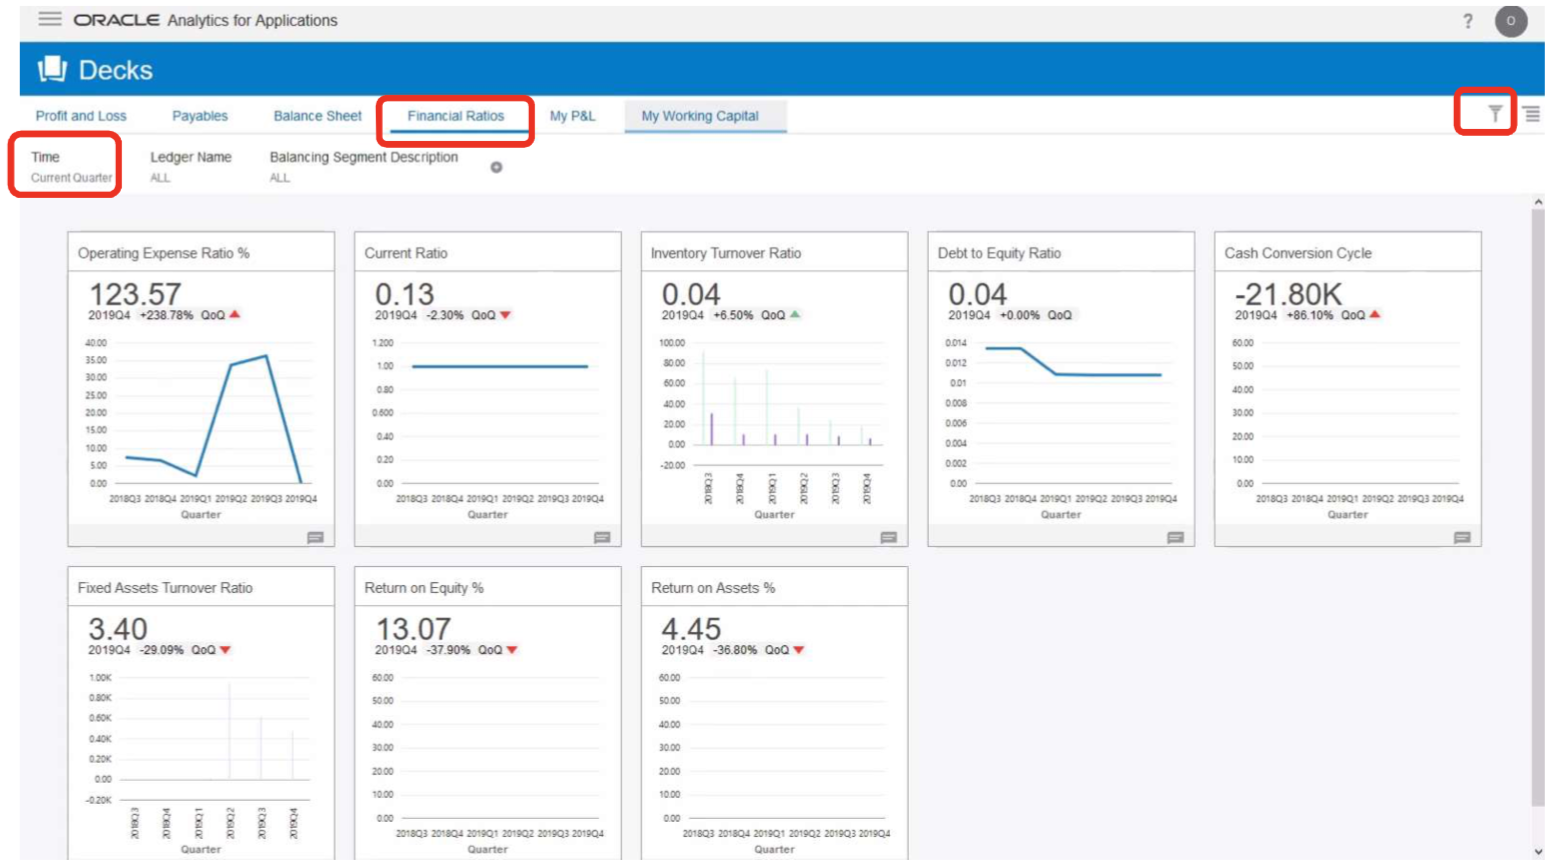 ORACLE Analytics for Applications ? O
Decks
Profit and Loss Payables Balance Sheet Financial Ratios My P&L My Working Capital
Time Ledger Name Balancing Segment Description
Current Quarter ALL ALL
Operating Expense Ratio %
123.57
2019Q4 +238.78% QoQ
40.00
35.00
30.00
25.00
20.00
15.00
10.00
5.00
0.00
2018Q3 2018Q4 2019Q1 2019Q2 2019Q3 2019Q4
Quarter
Current Ratio
0.13
2019Q4 -2.30% QoQ
1.200
1.00
0.80
0.600
0.40
0.20
0.00
2018Q3 2018Q4 2019Q1 2019Q2 2019Q3 2019Q4
Quarter
Inventory Turnover Ratio
0.04
2019Q4 +6.50% QoQ
100.00
80.00
60.00
40.00
20.00
0.00
-20.00
2018Q3 2018Q4 2019Q1 2019Q2 2019Q3 2019Q4
Quarter
Debt to Equity Ratio
0.04
2019Q4 +0.00% QoQ
0.014
0.012
0.01
0.008
0.006
0.004
0.002
0.00
2018Q3 2018Q4 2019Q1 2019Q2 2019Q3 2019Q4
Quarter
Cash Conversion Cycle
-21.80K
2019Q4 +86.10% QoQ
60.00
50.00
40.00
30.00
20.00
10.00
0.00
2018Q3 2018Q4 2019Q1 2019Q2 2019Q3 2019Q4
Quarter
Fixed Assets Turnover Ratio
3.40
2019Q4 -29.09% QoQ
1.00K
0.80K
0.60K
0.40K
0.20K
0.00
-0.20K
2018Q3 2018Q4 2019Q1 2019Q2 2019Q3 2019Q4
Quarter
Return on Equity %
13.07
2019Q4 -37.90% QoQ
60.00
50.00
40.00
30.00
20.00
10.00
0.00
2018Q3 2018Q4 2019Q1 2019Q2 2019Q3 2019Q4
Quarter
Return on Assets %
4.45
2019Q4 -36.80% QoQ
60.00
50.00
40.00
30.00
20.00
10.00
0.00
2018Q3 2018Q4 2019Q1 2019Q2 2019Q3 2019Q4
Quarter